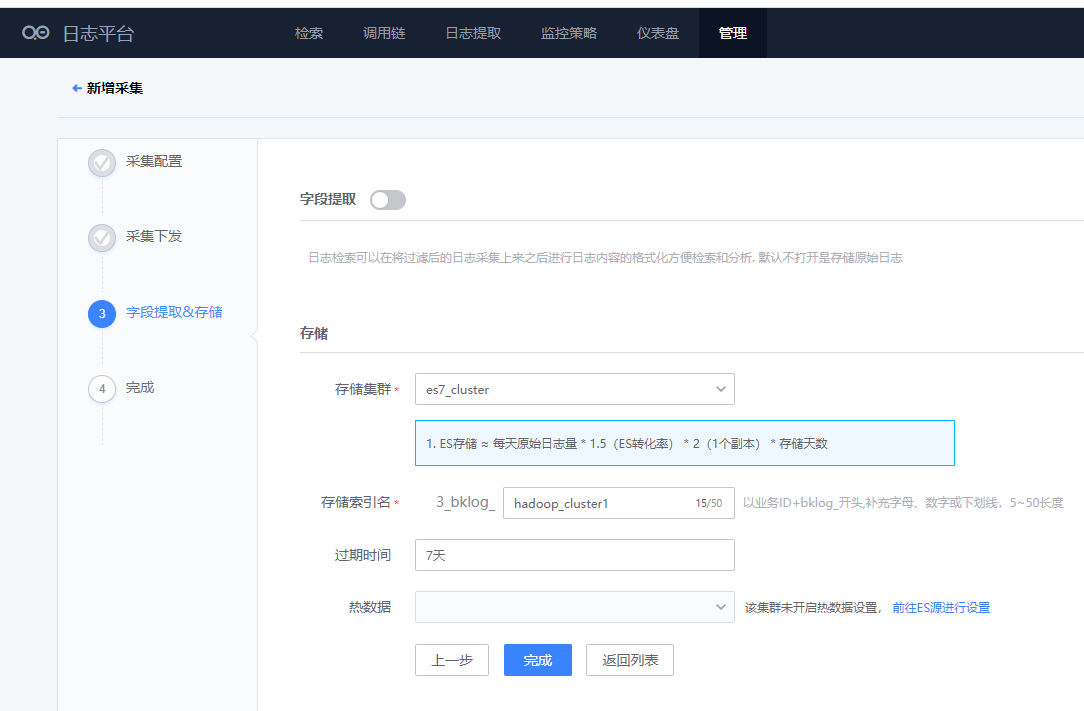 日志平台 检索 调用链 日志提取 监控策略 仪表盘 管理
新增采集
采集配置
采集下发
3 字段提取&存储
4 完成
字段提取
日志检索可以在将过滤后的日志采集上来之后进行日志内容的格式化方便检索和分析. 默认不打开是存储原始日志
存储
存储集群* es7_cluster
1. ES存储 ≈ 每天原始日志量 * 1.5（ES转化率） * 2（1个副本） * 存储天数
存储索引名* 3_bklog_ hadoop_cluster1 15/50 以业务ID+bklog_开头,补充字母、数字或下划线，5~50长度
过期时间 7天
热数据 该集群未开启热数据设置， 前往ES源进行设置
上一步 完成 返回列表